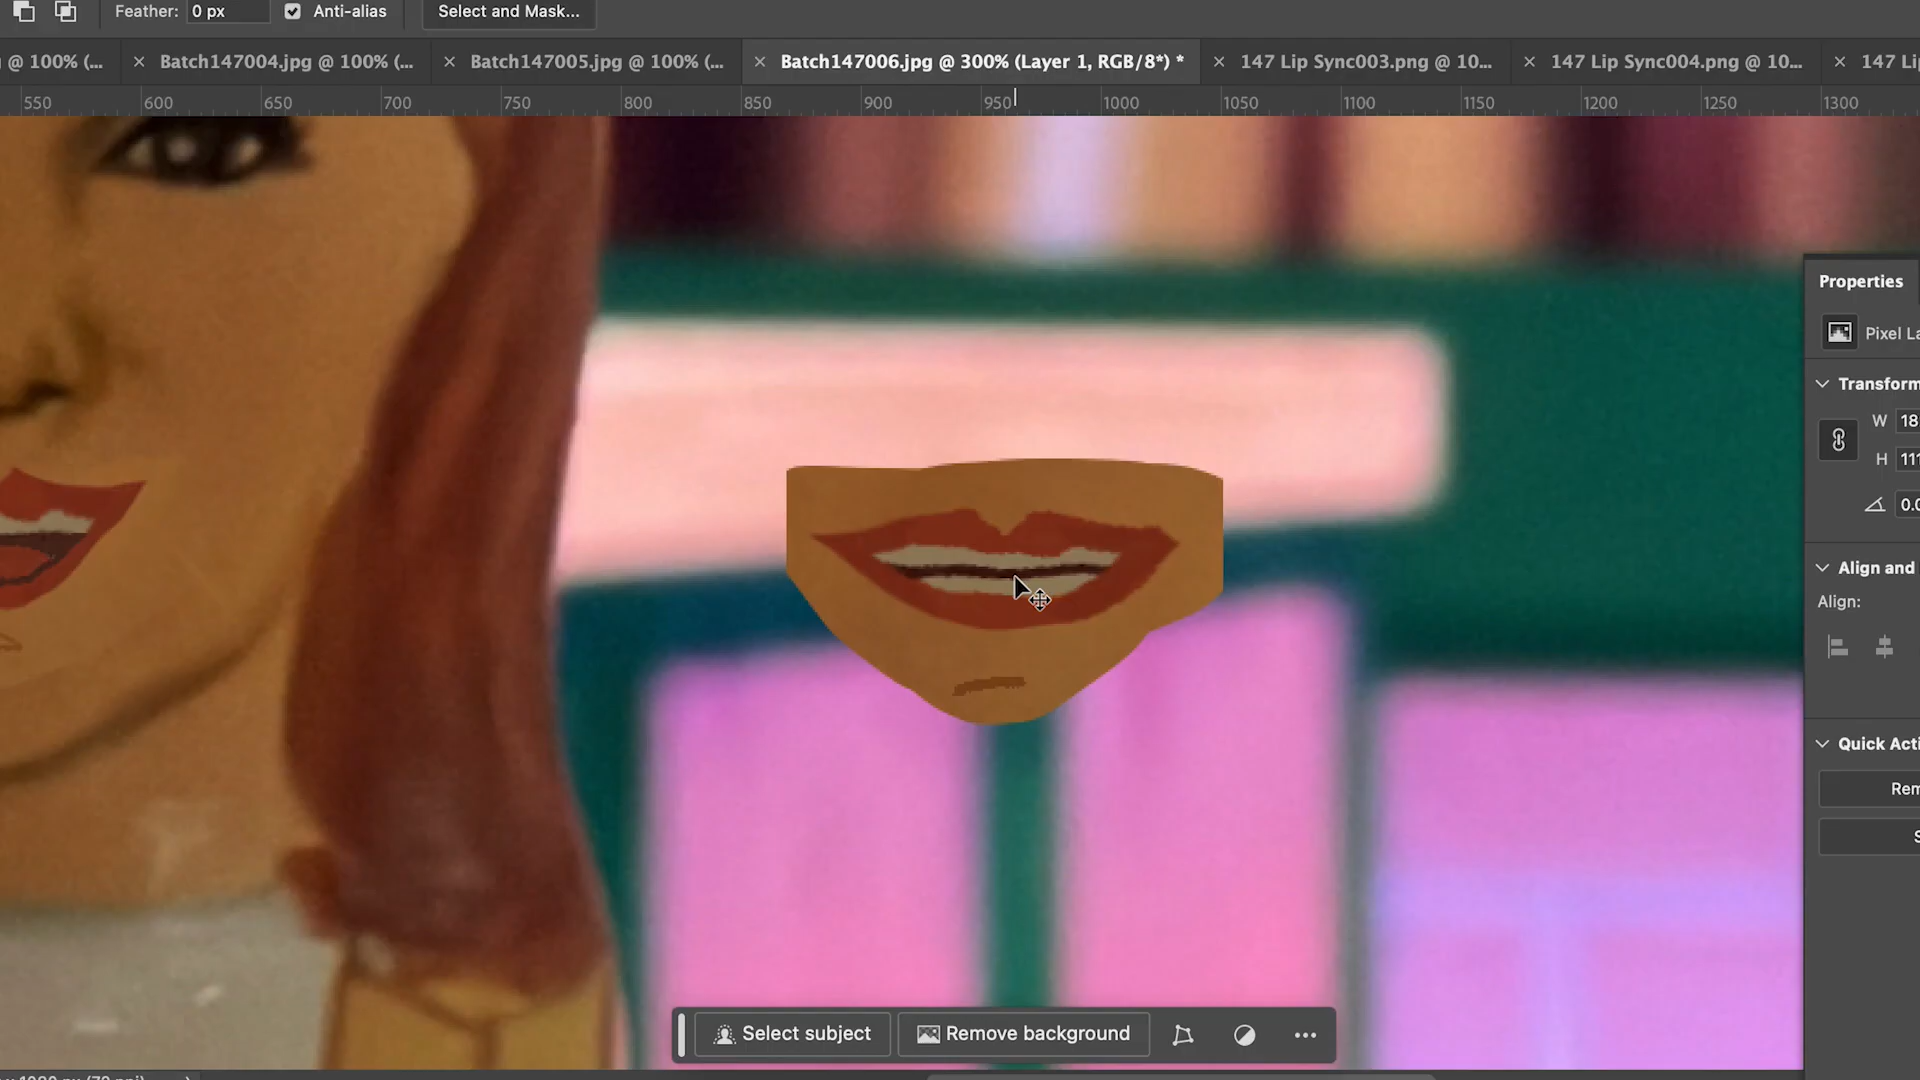 Feather: 0 px Anti-alias Select and Mask...
@ 100% (... × Batch147004.jpg @ 100% (... × Batch147005.jpg @ 100% (... × Batch147006.jpg @ 300% (Layer 1, RGB/8*) * × 147 Lip Sync003.png @ 10... × 147 Lip Sync004.png @ 10... × 147 Li
550 600 650 700 750 800 850 900 950 1000 1050 1100 1150 1200 1250 1300
Properties
Pixel La
Transform
W 18
H 111
0.0
Align and
Align:
Quick Acti
Rem
S
Select subject Remove background